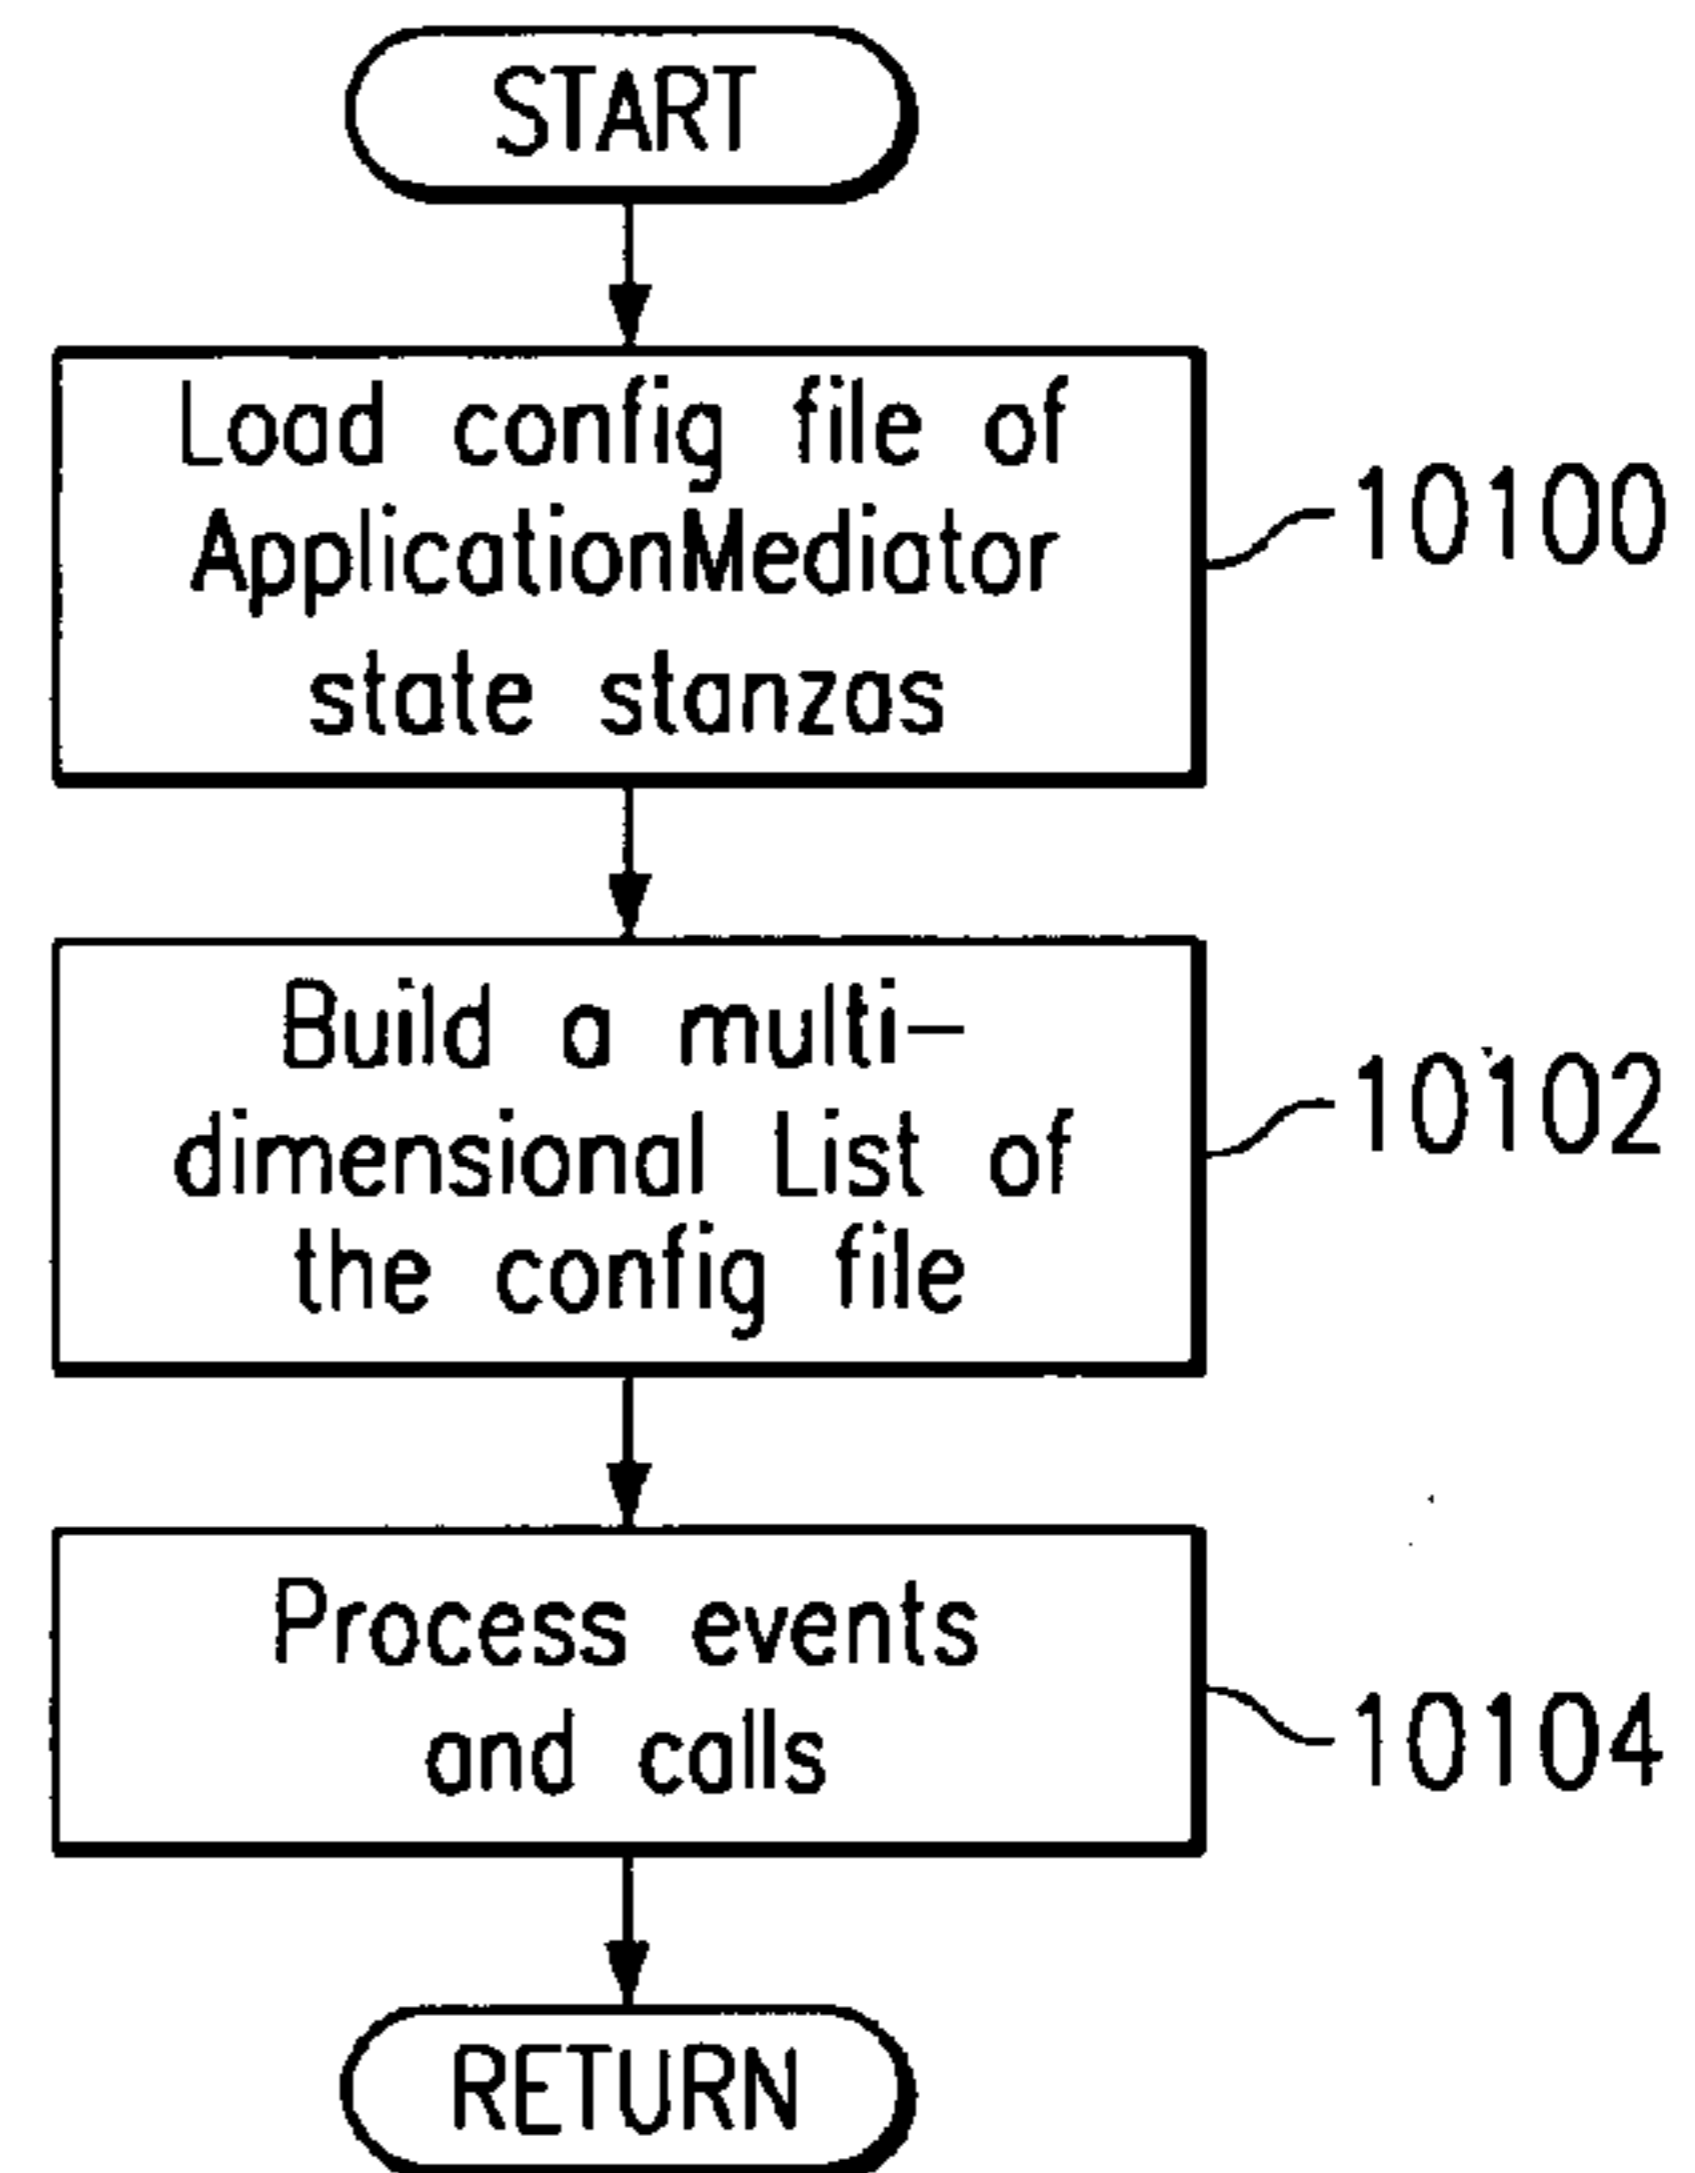 START
Load config file of
ApplicationMediator
state stanzas
10100
Build a multi-
dimensional List of
the config file
10102
Process events
and calls
10104
RETURN